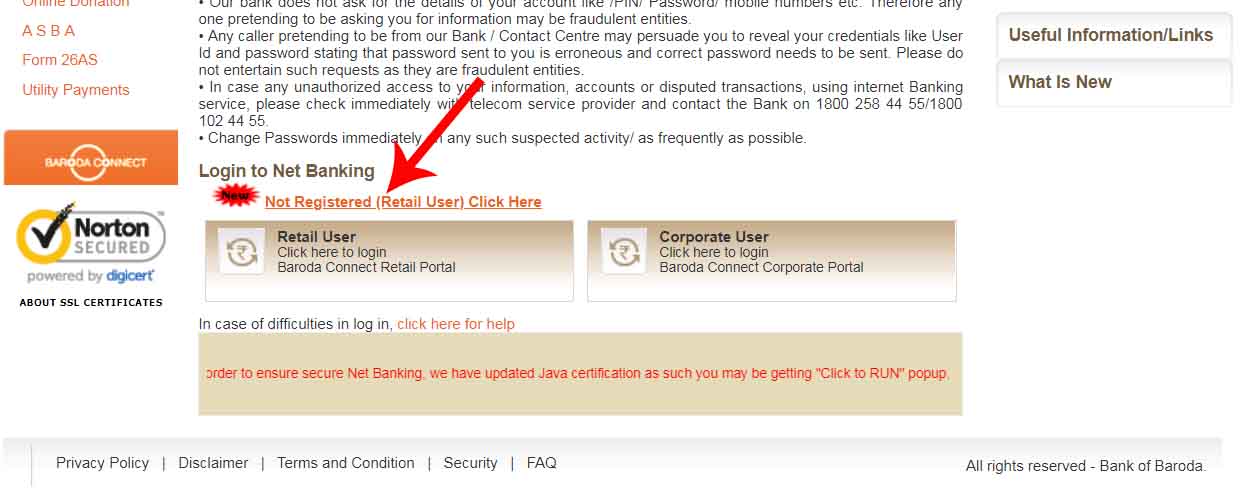 Online Donation
A S B A
Form 26AS
Utility Payments
BARODA CONNECT
Norton
SECURED
powered by digicert
ABOUT SSL CERTIFICATES
• Our bank does not ask for the details of your account like /PIN/ Password/ mobile numbers etc. Therefore any
one pretending to be asking you for information may be fraudulent entities.
• Any caller pretending to be from our Bank / Contact Centre may persuade you to reveal your credentials like User
Id and password stating that password sent to you is erroneous and correct password needs to be sent. Please do
not entertain such requests as they are fraudulent entities.
• In case any unauthorized access to your information, accounts or disputed transactions, using internet Banking
service, please check immediately with telecom service provider and contact the Bank on 1800 258 44 55/1800
102 44 55.
• Change Passwords immediately on any such suspected activity/ as frequently as possible.
Login to Net Banking
New
Not Registered (Retail User) Click Here
Retail User
Click here to login
Baroda Connect Retail Portal
Corporate User
Click here to login
Baroda Connect Corporate Portal
In case of difficulties in log in, click here for help
order to ensure secure Net Banking, we have updated Java certification as such you may be getting "Click to RUN" popup,
Useful Information/Links
What Is New
Privacy Policy | Disclaimer | Terms and Condition | Security | FAQ
All rights reserved - Bank of Baroda.